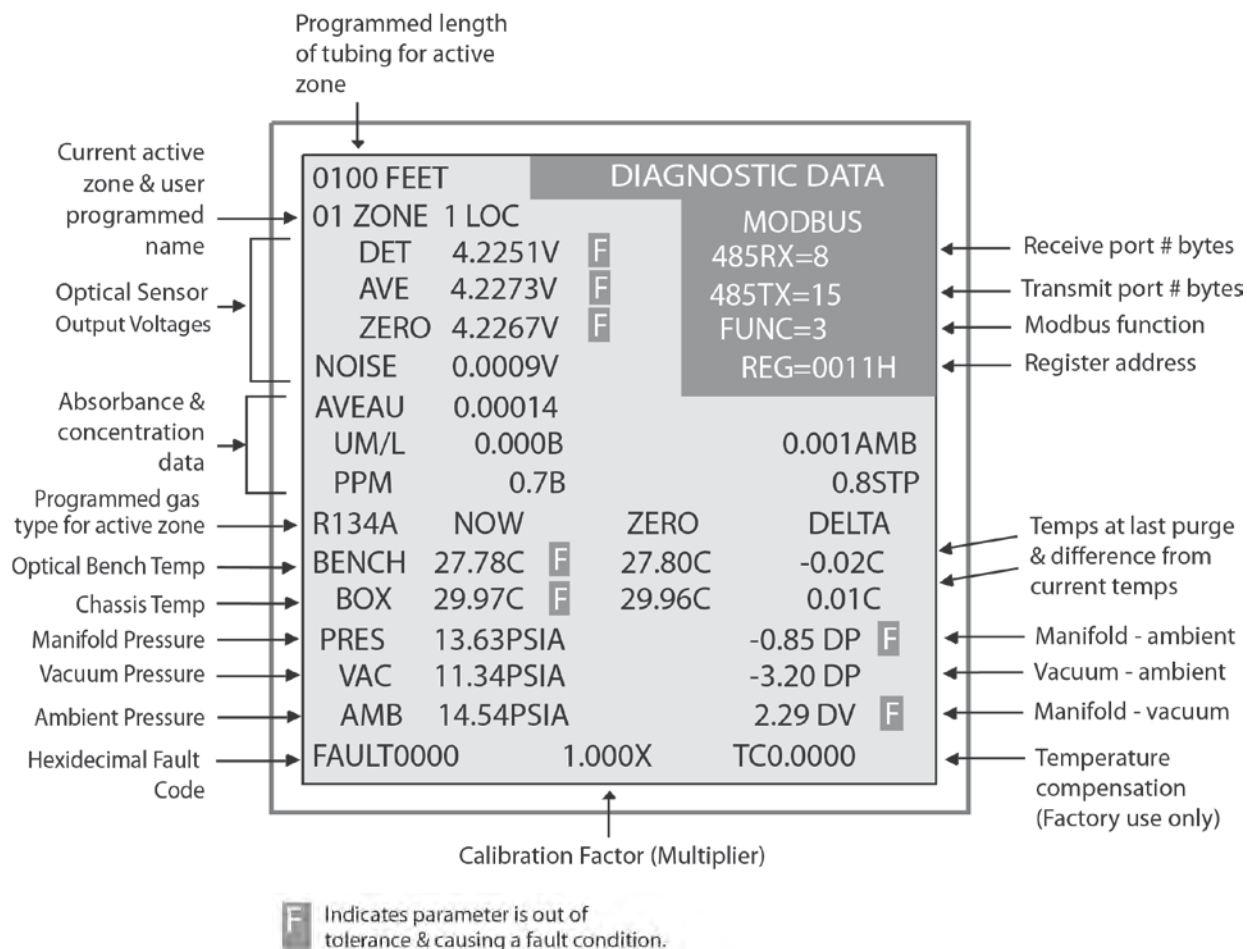 Programmed length
of tubing for active
zone
Current active
zone & user
programmed
name
Optical Sensor
Output Voltages
Absorbance &
concentration
data
Programmed gas
type for active zone
Optical Bench Temp
Chassis Temp
Manifold Pressure
Vacuum Pressure
Ambient Pressure
Hexidecimal Fault
Code
0100 FEET DIAGNOSTIC DATA
01 ZONE 1 LOC MODBUS
DET 4.2251V F 485RX=8
AVE 4.2273V F 485TX=15
ZERO 4.2267V F FUNC=3
NOISE 0.0009V REG=0011H
AVEAU 0.00014
UM/L 0.000B 0.001AMB
PPM 0.7B 0.8STP
R134A NOW ZERO DELTA
BENCH 27.78C F 27.80C -0.02C
BOX 29.97C F 29.96C 0.01C
PRES 13.63PSIA -0.85 DP F
VAC 11.34PSIA -3.20 DP
AMB 14.54PSIA 2.29 DV F
FAULT0000 1.000X TC0.0000
Receive port # bytes
Transmit port # bytes
Modbus function
Register address
Temps at last purge
& difference from
current temps
Manifold - ambient
Vacuum - ambient
Manifold - vacuum
Temperature
compensation
(Factory use only)
Calibration Factor (Multiplier)
F Indicates parameter is out of
tolerance & causing a fault condition.